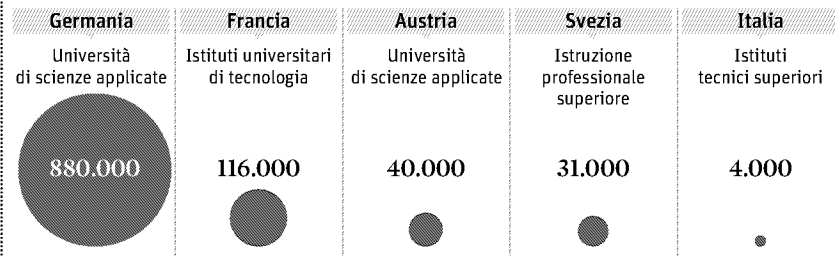 Germania
Università
di scienze applicate
880.000
Francia
Istituti universitari
di tecnologia
116.000
Austria
Università
di scienze applicate
40.000
Svezia
Istruzione
professionale
superiore
31.000
Italia
Istituti
tecnici superiori
4.000